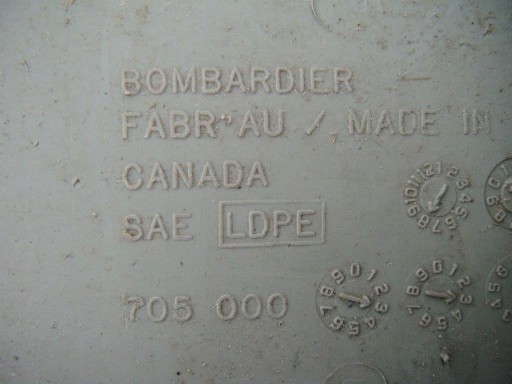 BOMBARDIER
FABR'AU / MADE IN
CANADA
SAE LDPE
705 000